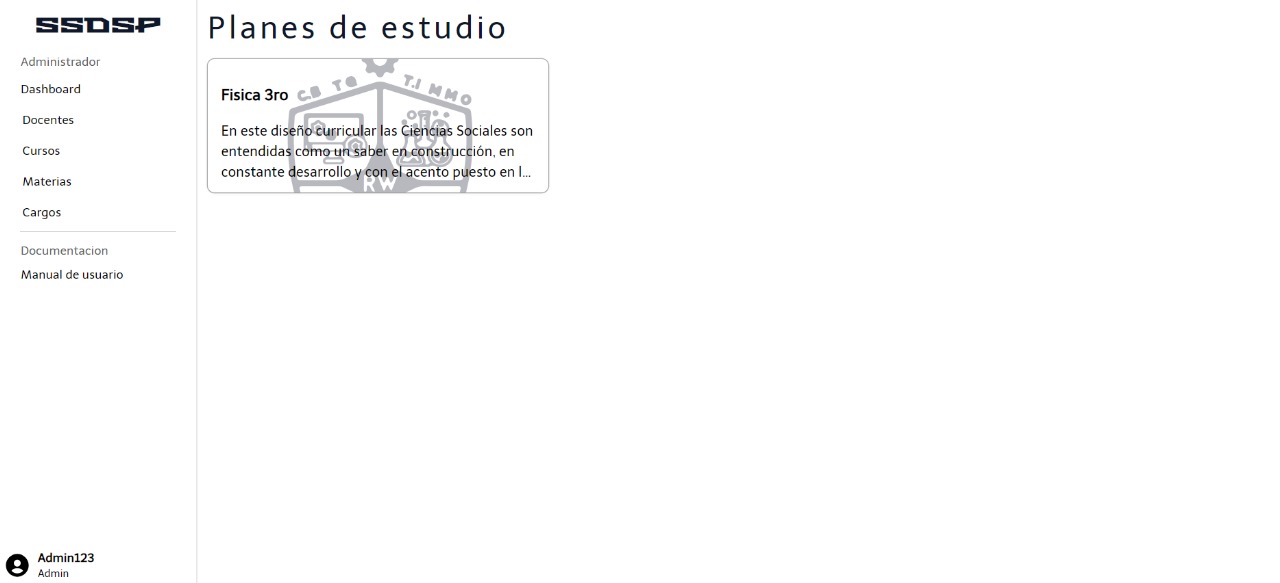 SSDSP
Administrador
Dashboard
Docentes
Cursos
Materias
Cargos
Documentacion
Manual de usuario
Admin123
Admin
Planes de estudio
C.B TQ T.I MMO
Fisica 3ro
En este diseño curricular las Ciencias Sociales son
entendidas como un saber en construcción, en
constante desarrollo y con el acento puesto en l...
RW